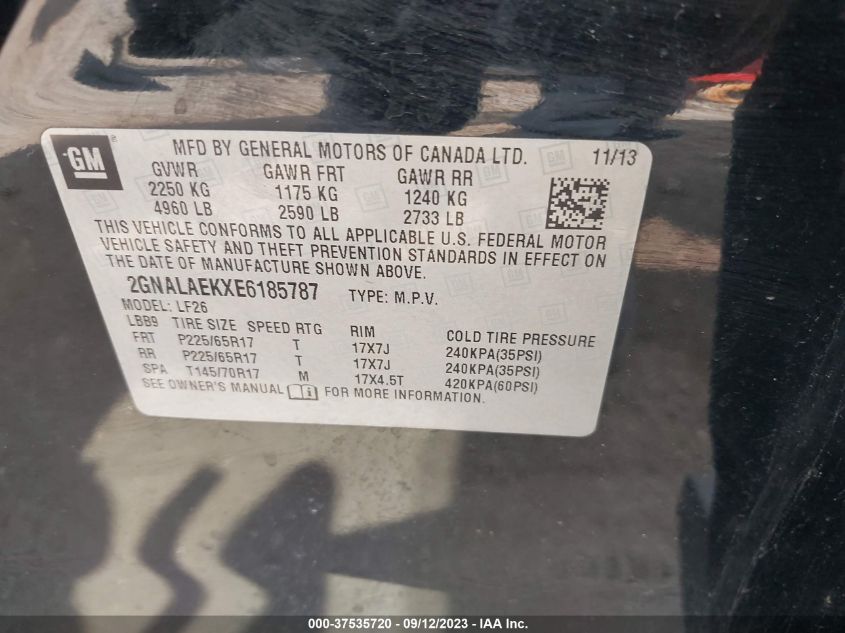 GM
MFD BY GENERAL MOTORS OF CANADA LTD. 11/13
GVWR GAWR FRT GAWR RR
2250 KG 1175 KG 1240 KG
4960 LB 2590 LB 2733 LB
THIS VEHICLE CONFORMS TO ALL APPLICABLE U.S. FEDERAL MOTOR
VEHICLE SAFETY AND THEFT PREVENTION STANDARDS IN EFFECT ON
THE DATE OF MANUFACTURE SHOWN ABOVE.
2GNALAEKXE6185787 TYPE: M.P.V.
MODEL: LF26
LBB9 TIRE SIZE SPEED RTG RIM COLD TIRE PRESSURE
FRT P225/65R17 T 17X7J 240KPA(35PSI)
RR P225/65R17 T 17X7J 240KPA(35PSI)
SPA T145/70R17 M 17X4.5T 420KPA(60PSI)
SEE OWNER'S MANUAL FOR MORE INFORMATION.
000-37535720 - 09/12/2023 - IAA Inc.